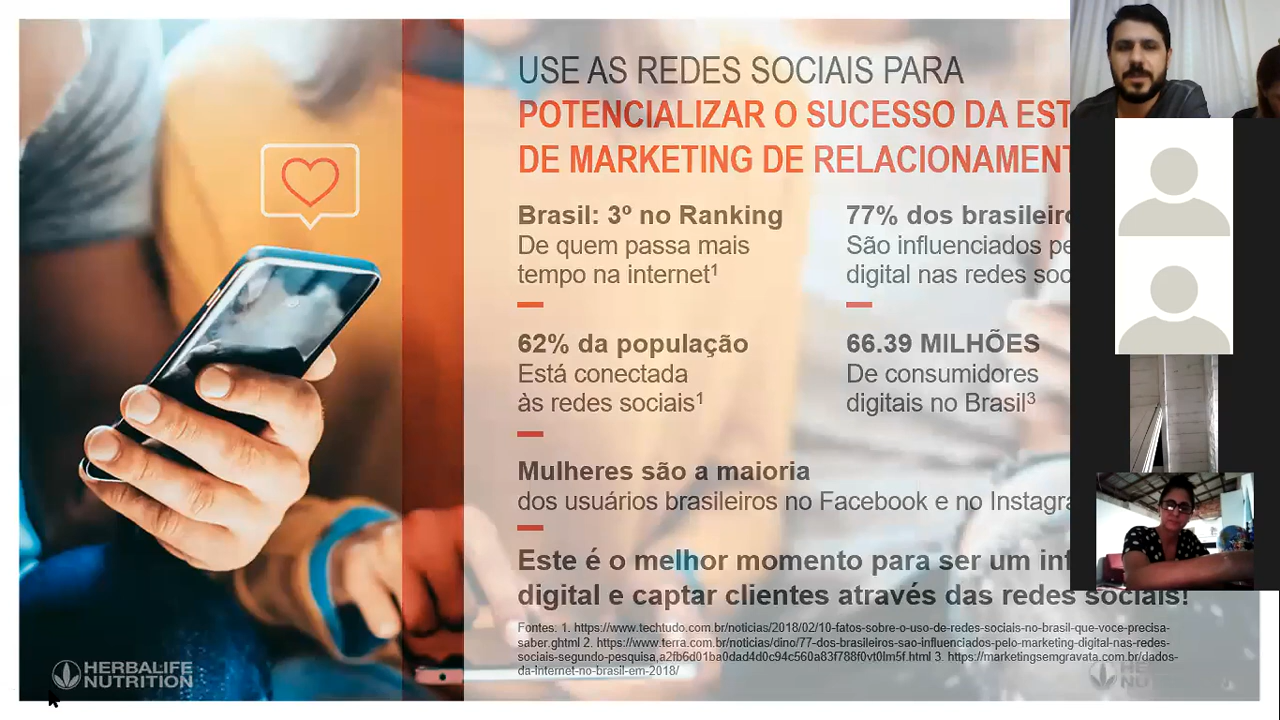 USE AS REDES SOCIAIS PARA
POTENCIALIZAR O SUCESSO DA EST
DE MARKETING DE RELACIONAMENT
Brasil: 3º no Ranking
De quem passa mais
tempo na internet¹
77% dos brasileiro
São influenciados pe
digital nas redes soc
62% da população
Está conectada
às redes sociais¹
66.39 MILHÕES
De consumidores
digitais no Brasil³
Mulheres são a maioria
dos usuários brasileiros no Facebook e no Instagra
Este é o melhor momento para ser um inf
digital e captar clientes através das redes sociais!
Fontes. 1. https://www.techtudo.com.br/noticias/2018/02/10-fatos-sobre-o-uso-de-redes-sociais-no-brasil-que-voce-precisa-
saber.ghtml 2. https://www.terra.com.br/noticias/dino/77-dos-brasileiros-sao-influenciados-pelo-marketing-digital-nas-redes-
sociais-segundo-pesquisa,a2fb6d01ba0dad4d0c94c560a83f788f0vt0lm5f.html 3. https://marketingsemgravata.com.br/dados-
da-internet-no-brasil-em-2018/
HERBALIFE
NUTRITION